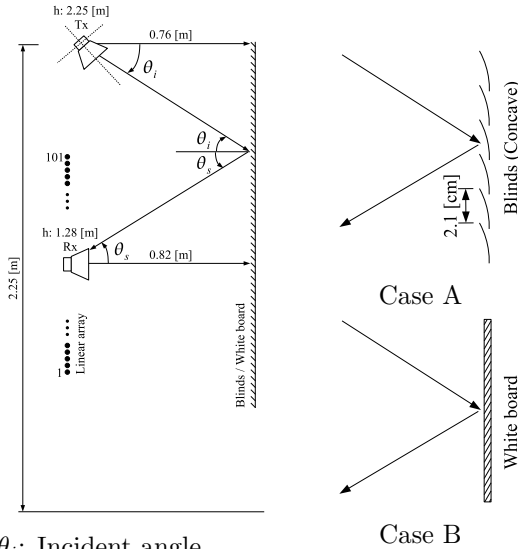 h: 2.25 [m]
Tx
0.76 [m]
θi
θi
θs
101
h: 1.28 [m]
Rx
θs
0.82 [m]
2.25 [m]
Linear array
1
Blinds / White board
2.1 [cm]
Blinds (Concave)
Case A
White board
Case B
: Incident angle